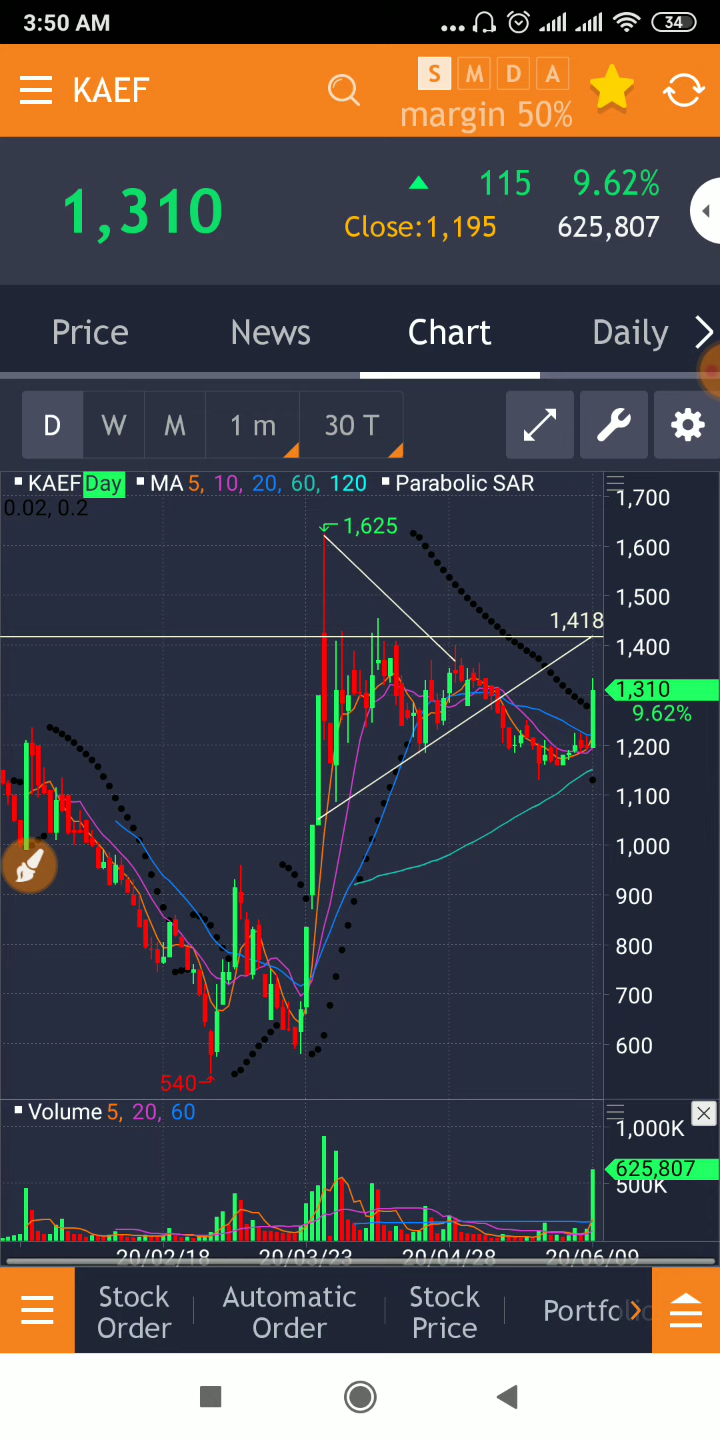 3:50 AM 34
KAEF S M D A
margin 50%
1,310 115 9.62%
Close:1,195 625,807
Price News Chart Daily
D W M 1 m 30 T
KAEF Day MA 5, 10, 20, 60, 120 Parabolic SAR
0.02, 0.2
1,700
1,625
1,600
1,500
1,418
1,400
1,310
9.62%
1,200
1,100
1,000
900
800
700
600
540
Volume 5, 20, 60
1,000K
625,807
500K
20/02/18 20/03/23 20/04/28 20/06/09
Stock Order
Automatic Order
Stock Price
Portfolio